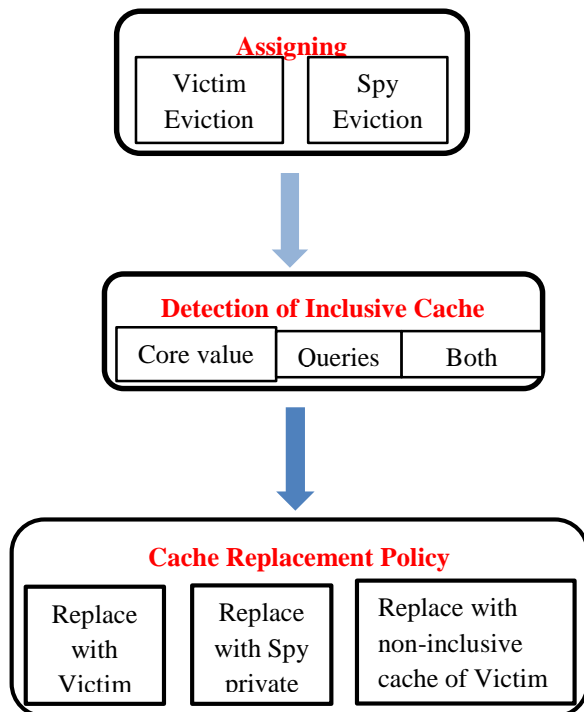 Assigning
Victim
Eviction
Spy
Eviction
Detection of Inclusive Cache
Core value
Queries
Both
Cache Replacement Policy
Replace
with
Victim
Replace
with Spy
private
Replace with
non-inclusive
cache of Victim